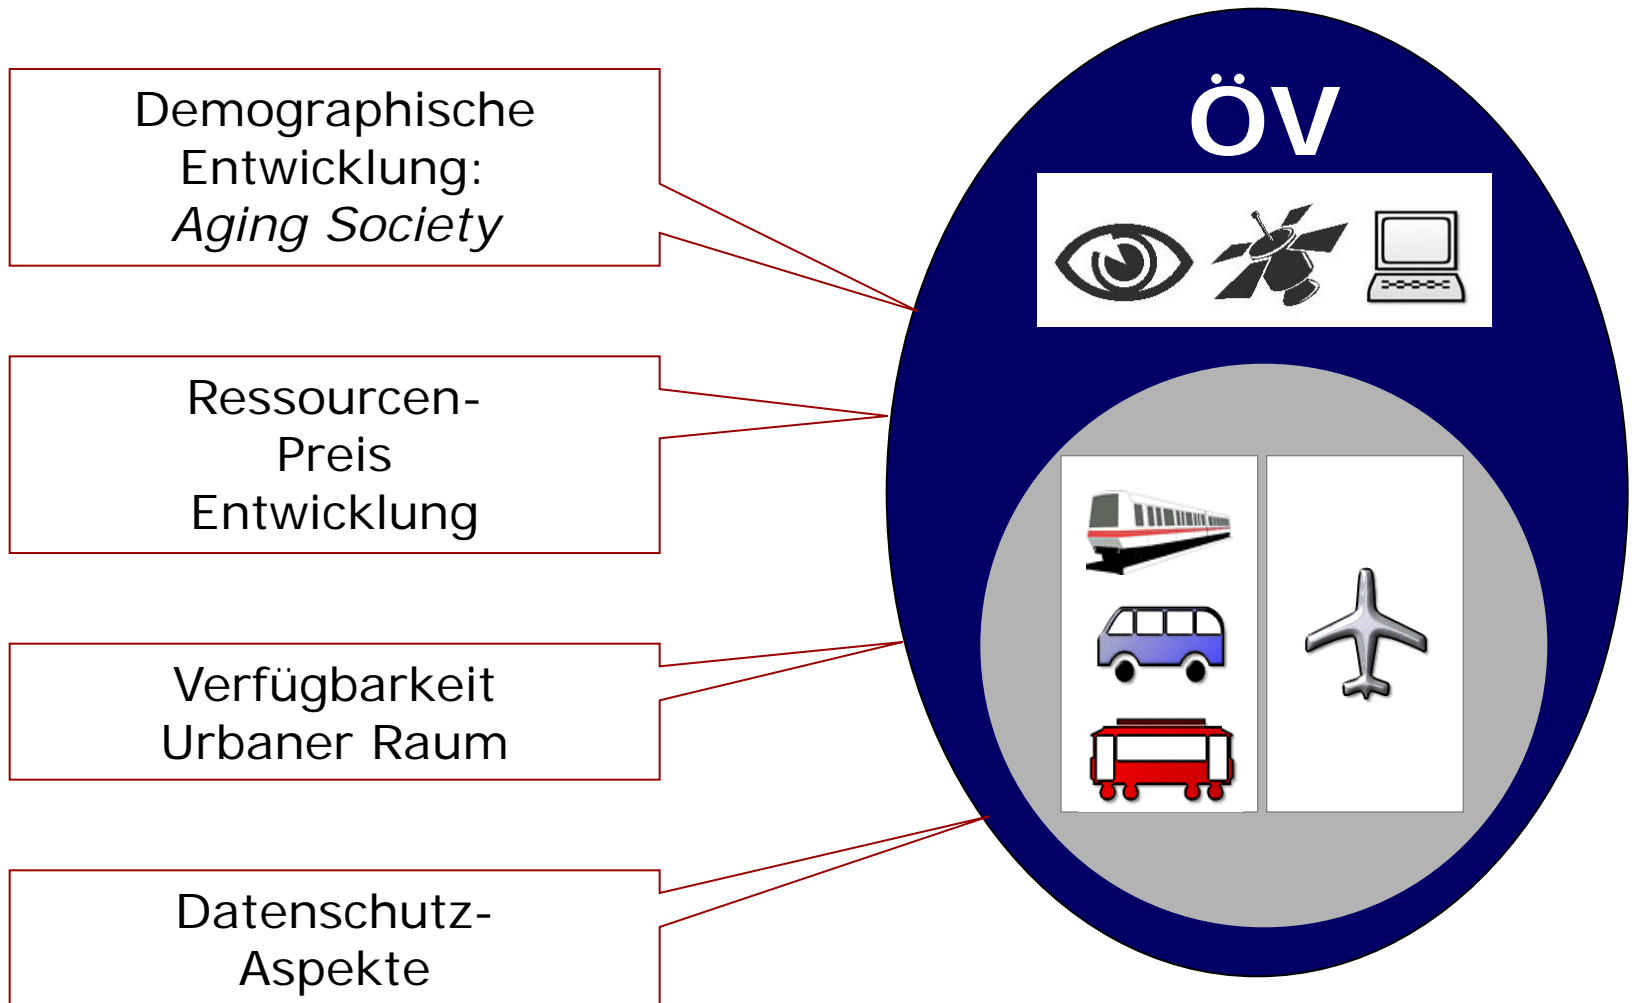 Demographische
Entwicklung:
Aging Society
Ressourcen-
Preis
Entwicklung
Verfügbarkeit
Urbaner Raum
Datenschutz-
Aspekte
ÖV